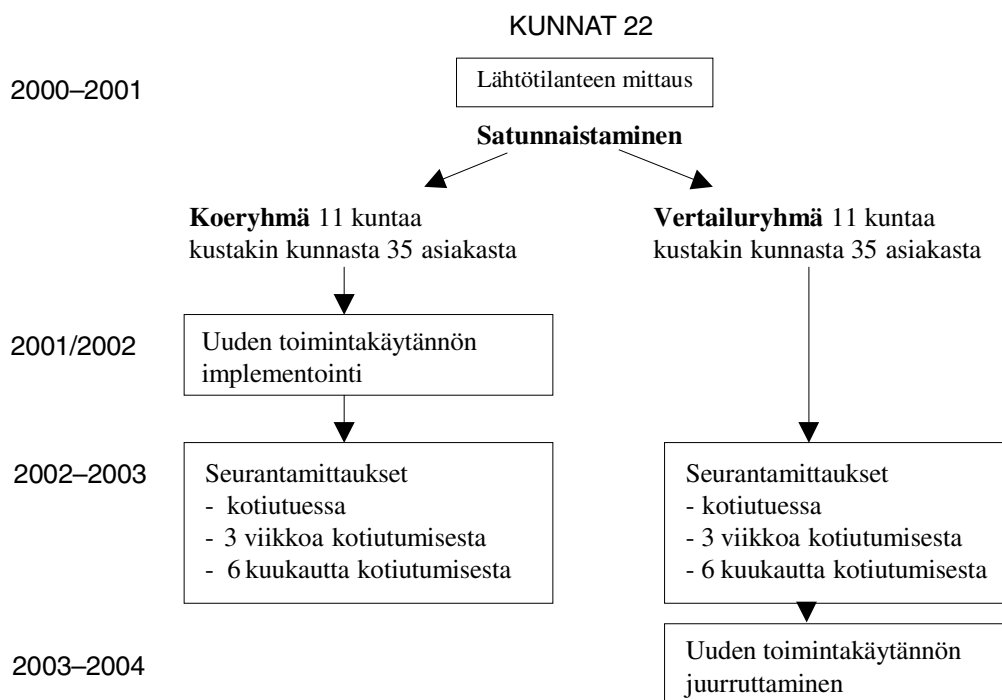 KUNNAT 22
2000–2001
Lähtötilanteen mittaus
Satunnaistaminen
Koeryhmä 11 kuntaa
kustakin kunnasta 35 asiakasta
Vertailuryhmä 11 kuntaa
kustakin kunnasta 35 asiakasta
2001/2002
Uuden toimintakäytännön
implementointi
2002–2003
Seurantamittaukset
- kotiutuessa
- 3 viikkoa kotiutumisesta
- 6 kuukautta kotiutumisesta
Seurantamittaukset
- kotiutuessa
- 3 viikkoa kotiutumisesta
- 6 kuukautta kotiutumisesta
2003–2004
Uuden toimintakäytännön
juurruttaminen